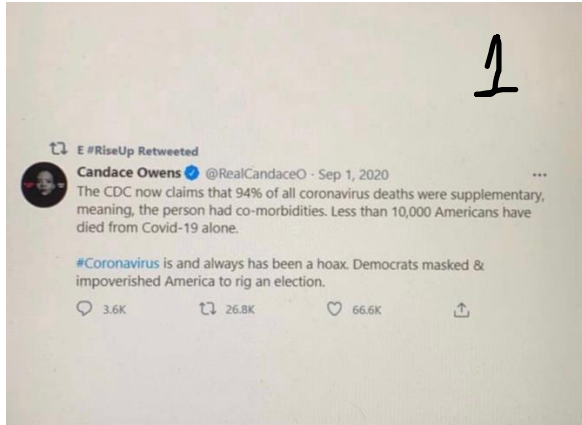 1
E #RiseUp Retweeted
Candace Owens @RealCandaceO · Sep 1, 2020
The CDC now claims that 94% of all coronavirus deaths were supplementary,
meaning, the person had co-morbidities. Less than 10,000 Americans have
died from Covid-19 alone.
#Coronavirus is and always has been a hoax. Democrats masked &
impoverished America to rig an election.
3.6K 26.8K 66.6K